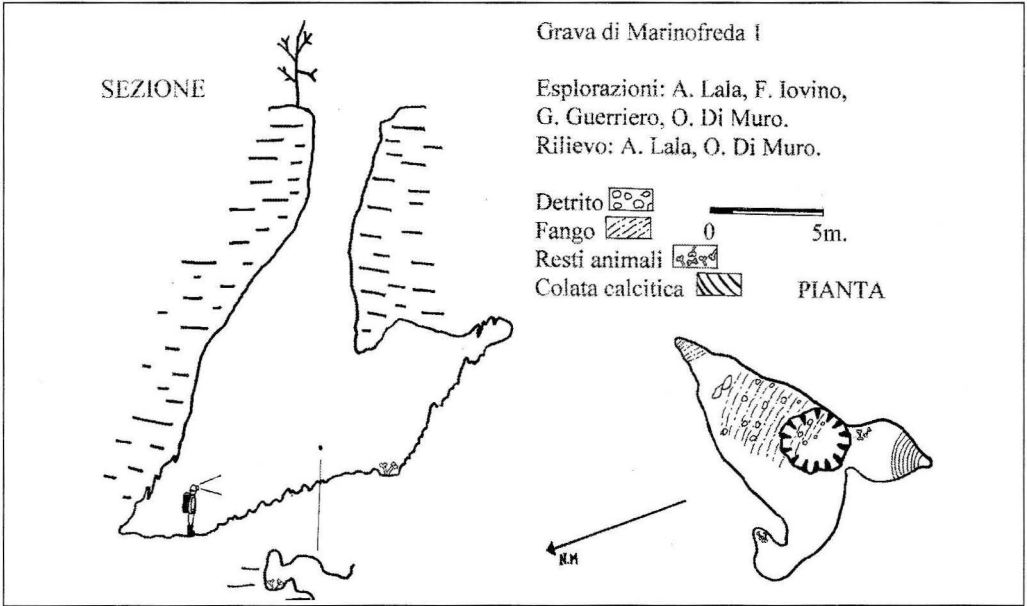 SEZIONE
Grava di Marinofreda 1
Esplorazioni: A. Lala, F. Iovino,
G. Guerriero, O. Di Muro.
Rilievo: A. Lala, O. Di Muro.
Detrito
Fango
0 5m.
Resti animali
Colata calcitica
PIANTA
N.M